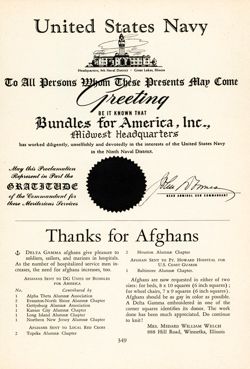 United States Navy
Headquarters, 9th Naval District Great Lakes, Illinois
To All Persons Whom These Presents May Come
Greeting
BE IT KNOWN THAT
Bundles for America, Inc.,
Midwest Headquarters
has worked diligently, unselfishly and devotedly in the interests of the United States Navy
in the Ninth Naval District.
May this Proclamation
Represent in Part the
GRATITUDE
of the Commandant for
these Meritorious Services
REAR ADMIRAL USN COMMANDANT
Thanks for Afghans
DELTA GAMMA afghans give pleasure to
soldiers, sailors, and marines in hospitals.
As the number of hospitalized service men in-
creases, the need for afghans increases, too.
AFGHANS SENT TO DG UNITS OF BUNDLES
FOR AMERICA
No. Contributed by
1 Alpha Theta Alumnae Association
1 Evanston-North Shore Alumnae Chapter
1 Gettysburg Alumnae Association
1 Kansas City Alumnae Chapter
1 Long Island Alumnae Chapter
1 Northern New Jersey Alumnae Chapter
AFGHANS SENT TO LOCAL RED CROSS
2 Topeka Alumnae Chapter
2 Houston Alumnae Chapter
AFGHAN SENT TO FT. HOWARD HOSPITAL FOR
U.S. COAST GUARDS
1 Baltimore Alumnae Chapter.
Afghans are now requested in either of two
sizes: for beds, 8 x 10 squares (6 inch square);
for wheel chairs, 7 x 9 squares (6 inch square).
Afghans should be as gay in color as possible.
A Delta Gamma embroidered in one of the
corner squares identifies its donor. The work
done has been much appreciated. Do continue
to knit!
MRS. MEDARD WILLIAM WELCH
888 Hill Road, Winnetka, Illinois
349